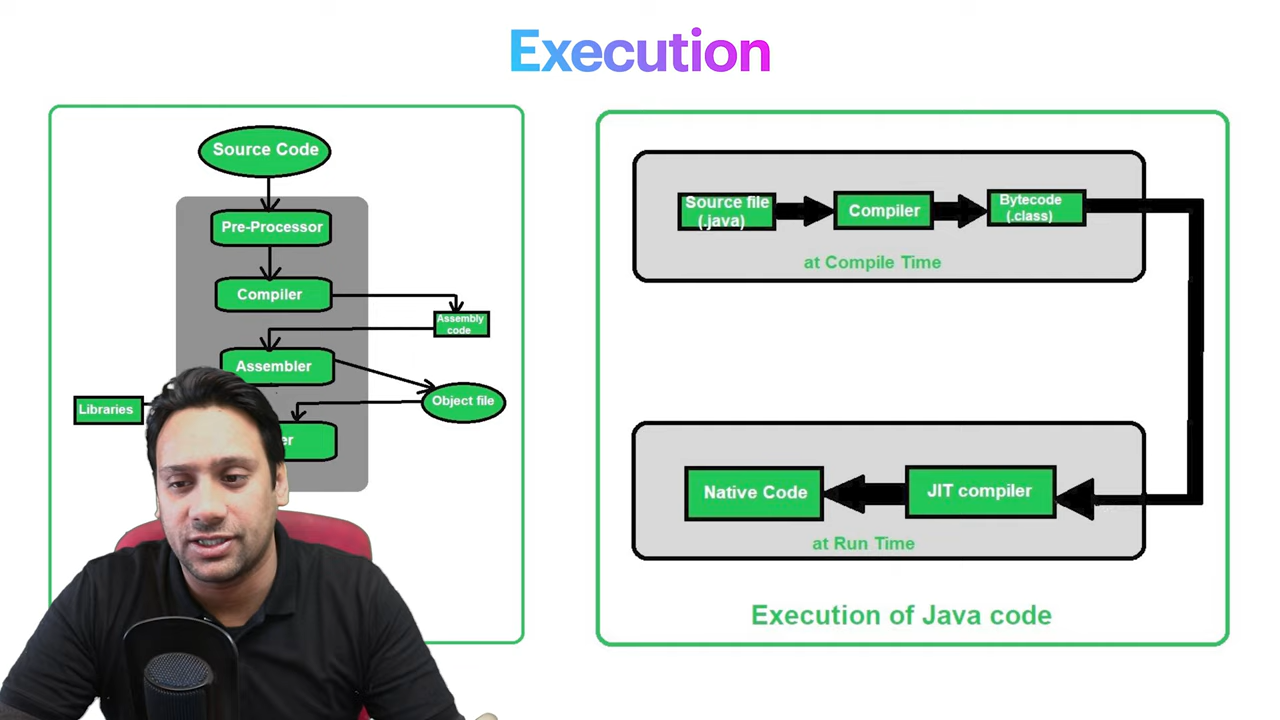 Execution
Source Code
Pre-Processor
Compiler
Assembly
code
Assembler
Libraries
Object file
er
Source file
(.java)
Compiler
Bytecode
(.class)
at Compile Time
Native Code
JIT compiler
at Run Time
Execution of Java code